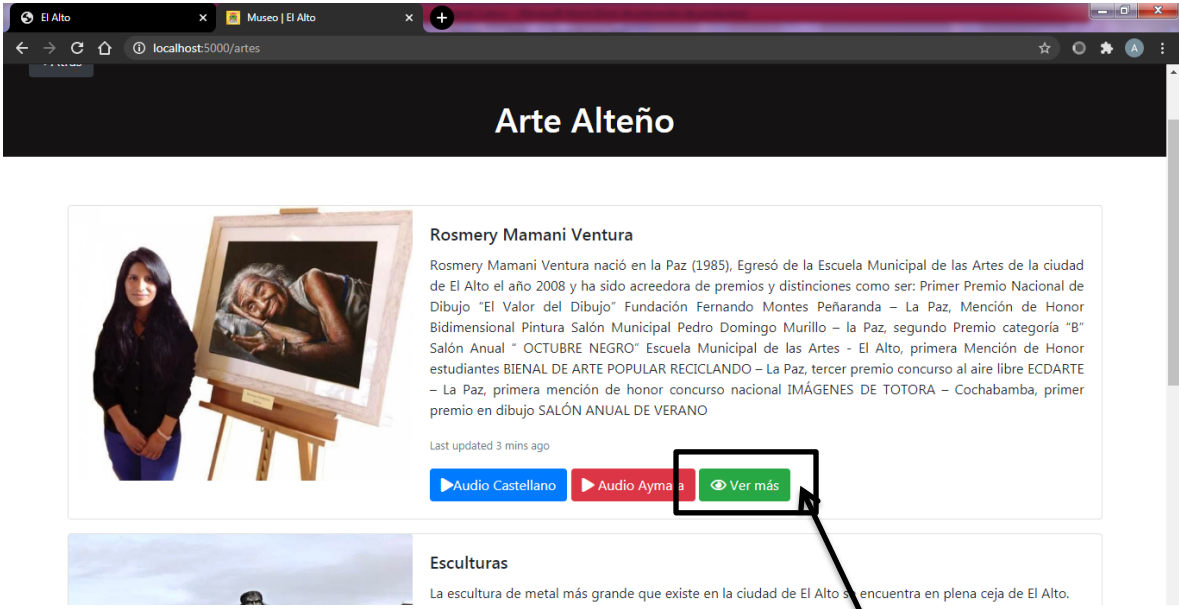 El Alto
Museo | El Alto
localhost:5000/artes
A
Atrás
Arte Alteño
Rosmery Mamani Ventura
Rosmery Mamani Ventura nació en la Paz (1985), Egresó de la Escuela Municipal de las Artes de la ciudad
de El Alto el año 2008 y ha sido acreedora de premios y distinciones como ser: Primer Premio Nacional de
Dibujo "El Valor del Dibujo" Fundación Fernando Montes Peñaranda – La Paz, Mención de Honor
Bidimensional Pintura Salón Municipal Pedro Domingo Murillo – la Paz, segundo Premio categoría "B"
Salón Anual " OCTUBRE NEGRO" Escuela Municipal de las Artes - El Alto, primera Mención de Honor
estudiantes BIENAL DE ARTE POPULAR RECICLANDO – La Paz, tercer premio concurso al aire libre ECDARTE
– La Paz, primera mención de honor concurso nacional IMÁGENES DE TOTORA – Cochabamba, primer
premio en dibujo SALÓN ANUAL DE VERANO
Last updated 3 mins ago
Audio Castellano
Audio Aymara
Ver más
Esculturas
La escultura de metal más grande que existe en la ciudad de El Alto se encuentra en plena ceja de El Alto.